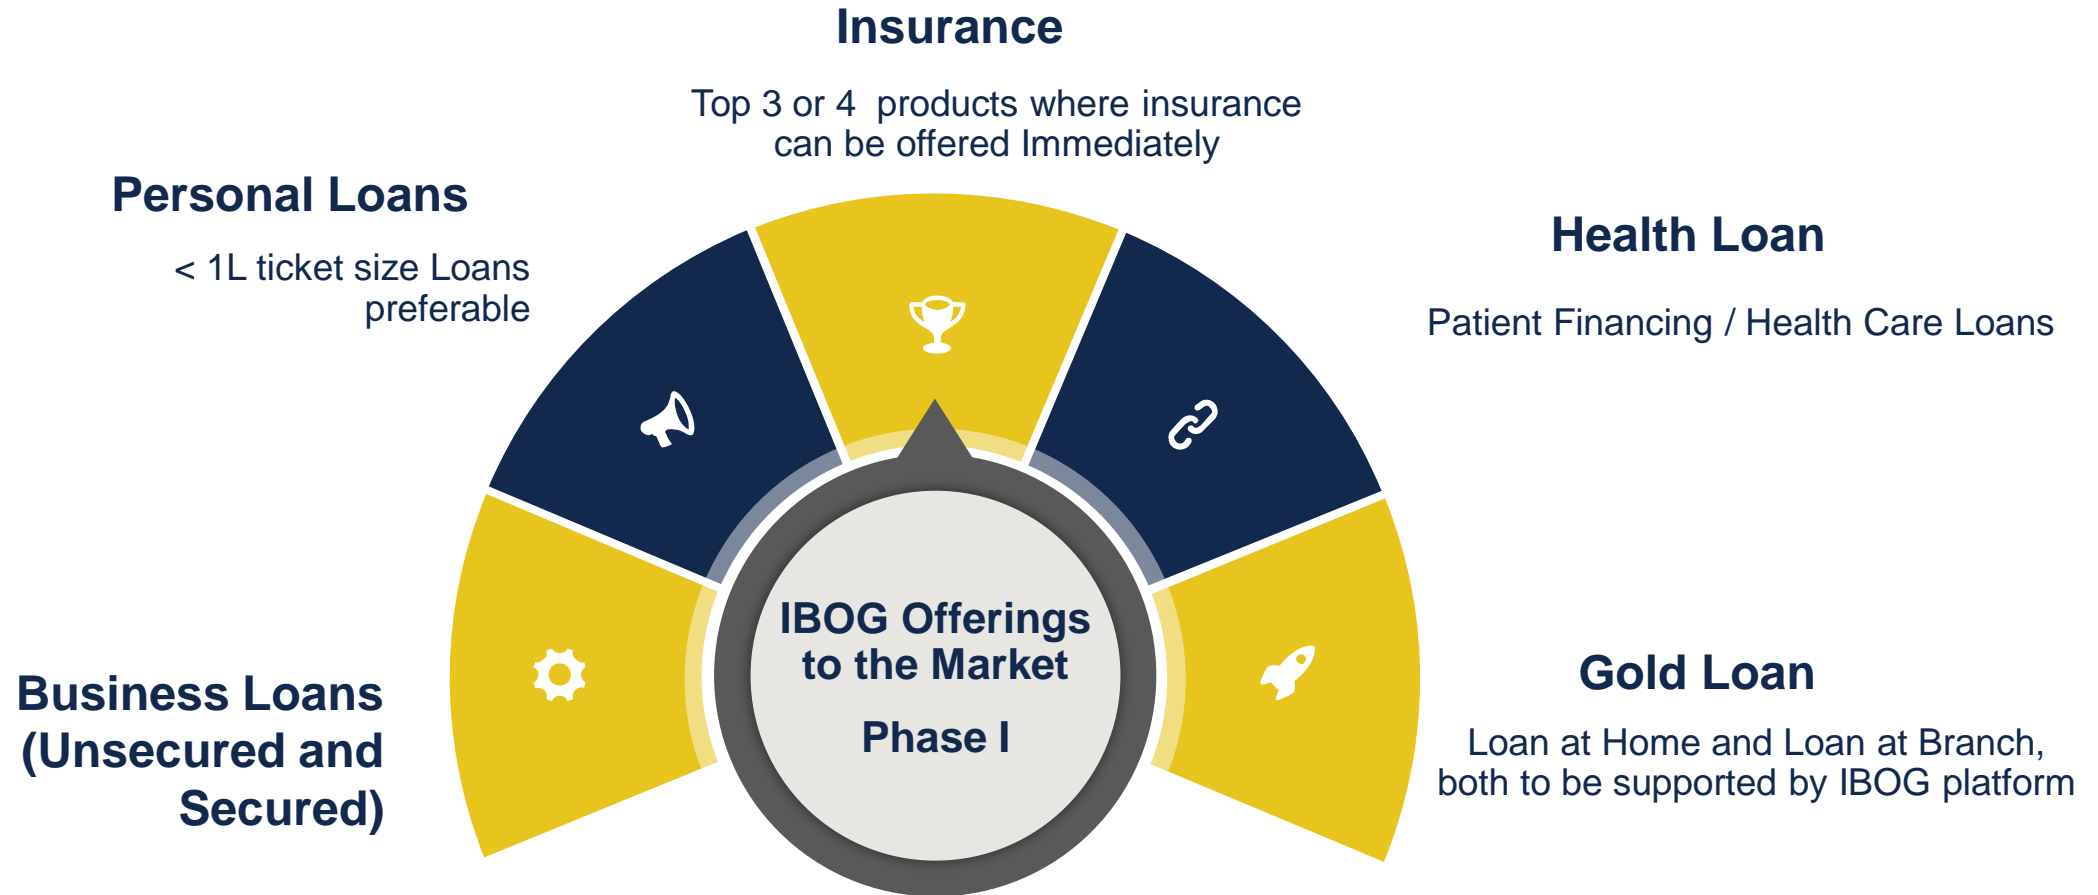 Insurance
Top 3 or 4 products where insurance
can be offered Immediately
Personal Loans
< 1L ticket size Loans
preferable
Health Loan
Patient Financing / Health Care Loans
Business Loans
(Unsecured and
Secured)
IBOG Offerings
to the Market
Phase I
Gold Loan
Loan at Home and Loan at Branch,
both to be supported by IBOG platform